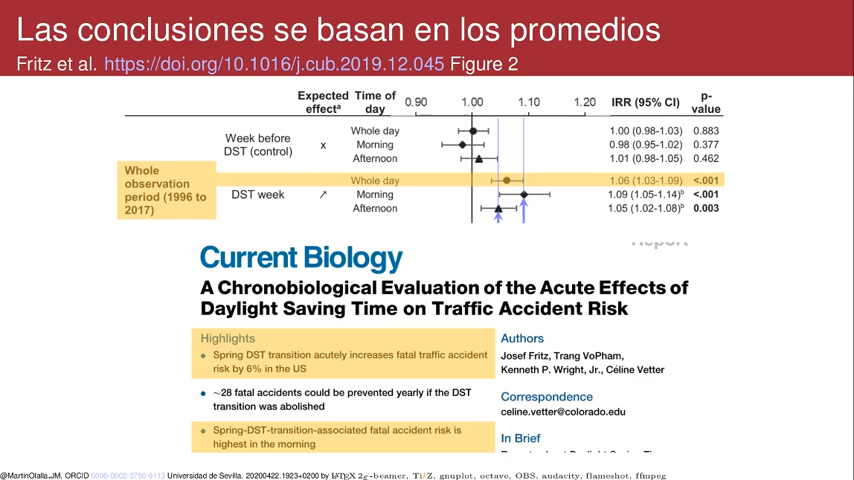 Las conclusiones se basan en los promedios
Fritz et al. https://doi.org/10.1016/j.cub.2019.12.045 Figure 2
Expected effectᵃ Time of day 0.90 1.00 1.10 1.20 IRR (95% CI) p-value
Week before DST (control) x
Whole day 1.00 (0.98-1.03) 0.883
Morning 0.98 (0.95-1.02) 0.377
Afternoon 1.01 (0.98-1.05) 0.462
Whole observation period (1996 to 2017)
DST week ↗
Whole day 1.06 (1.03-1.09) <.001
Morning 1.09 (1.05-1.14)ᵇ <.001
Afternoon 1.05 (1.02-1.08)ᵇ 0.003
Report
Current Biology
A Chronobiological Evaluation of the Acute Effects of
Daylight Saving Time on Traffic Accident Risk
Highlights
• Spring DST transition acutely increases fatal traffic accident
risk by 6% in the US
• ~28 fatal accidents could be prevented yearly if the DST
transition was abolished
• Spring-DST-transition-associated fatal accident risk is
highest in the morning
Authors
Josef Fritz, Trang VoPham,
Kenneth P. Wright, Jr., Céline Vetter
Correspondence
celine.vetter@colorado.edu
In Brief
@MartinOlalla.JM, ORCID 0000-0002-3750-9113 Universidad de Sevilla. 20200422.1923+0200 by LATEX 2ε-beamer, TikZ, gnuplot, octave, OBS, audacity, flameshot, ffmpeg